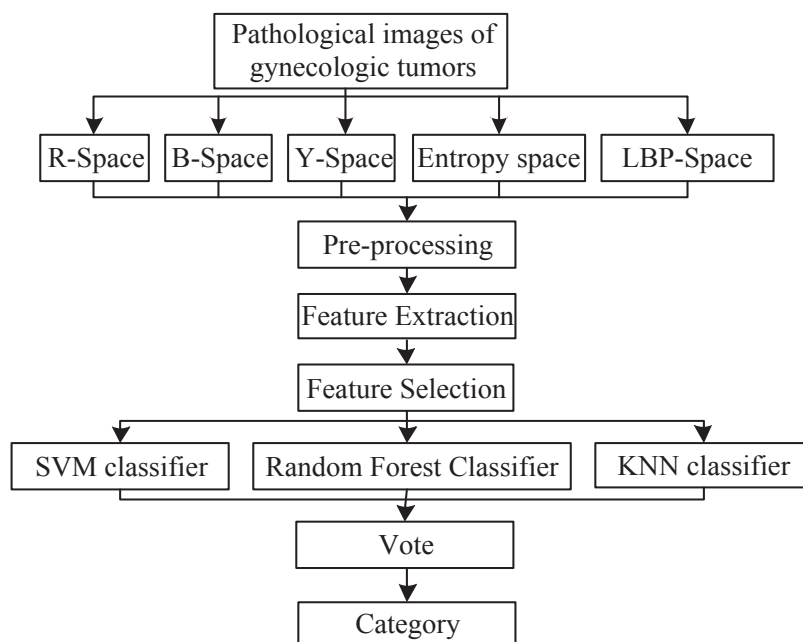 Pathological images of
gynecologic tumors
R-Space
B-Space
Y-Space
Entropy space
LBP-Space
Pre-processing
Feature Extraction
Feature Selection
SVM classifier
Random Forest Classifier
KNN classifier
Vote
Category